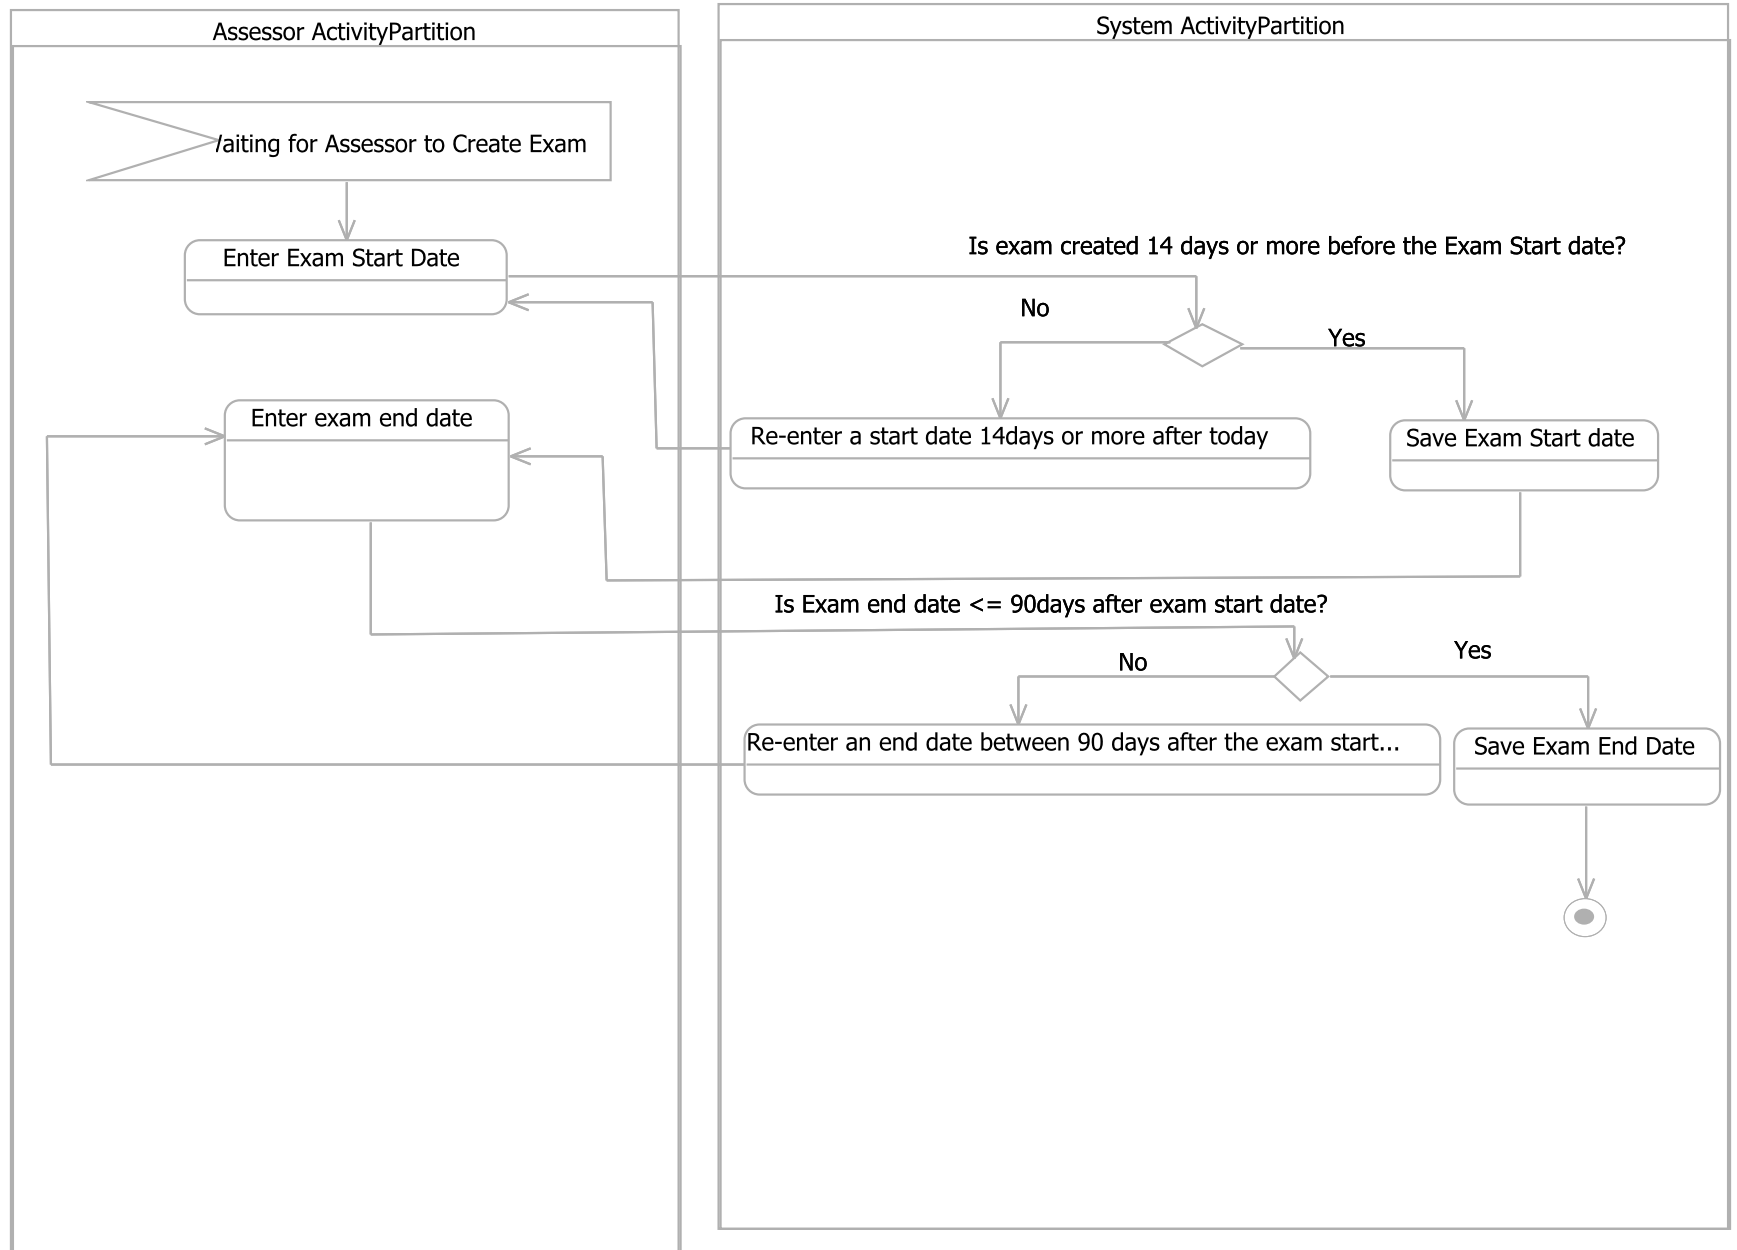 Assessor ActivityPartition
System ActivityPartition
aiting for Assessor to Create Exam
Enter Exam Start Date
Is exam created 14 days or more before the Exam Start date?
No
Yes
Enter exam end date
Re-enter a start date 14days or more after today
Save Exam Start date
Is Exam end date <= 90days after exam start date?
No
Yes
Re-enter an end date between 90 days after the exam start...
Save Exam End Date